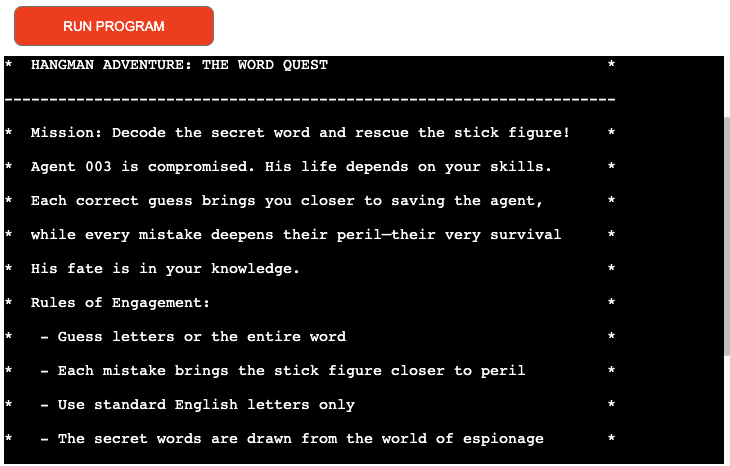 RUN PROGRAM
* HANGMAN ADVENTURE: THE WORD QUEST *
--------------------------------------------------------------------
* Mission: Decode the secret word and rescue the stick figure! *
* Agent 003 is compromised. His life depends on your skills. *
* Each correct guess brings you closer to saving the agent, *
* while every mistake deepens their peril—their very survival *
* His fate is in your knowledge. *
* Rules of Engagement: *
* - Guess letters or the entire word *
* - Each mistake brings the stick figure closer to peril *
* - Use standard English letters only *
* - The secret words are drawn from the world of espionage *